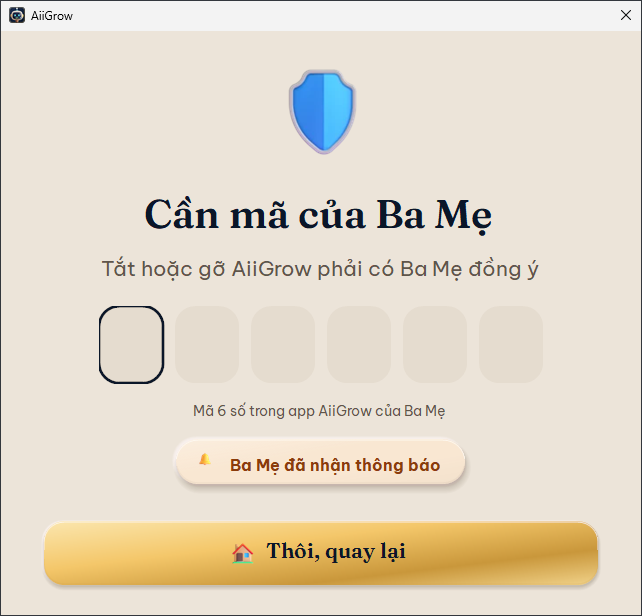 AiiGrow
Cần mã của Ba Mẹ
Tắt hoặc gỡ AiiGrow phải có Ba Mẹ đồng ý
Mã 6 số trong app AiiGrow của Ba Mẹ
Ba Mẹ đã nhận thông báo
Thôi, quay lại